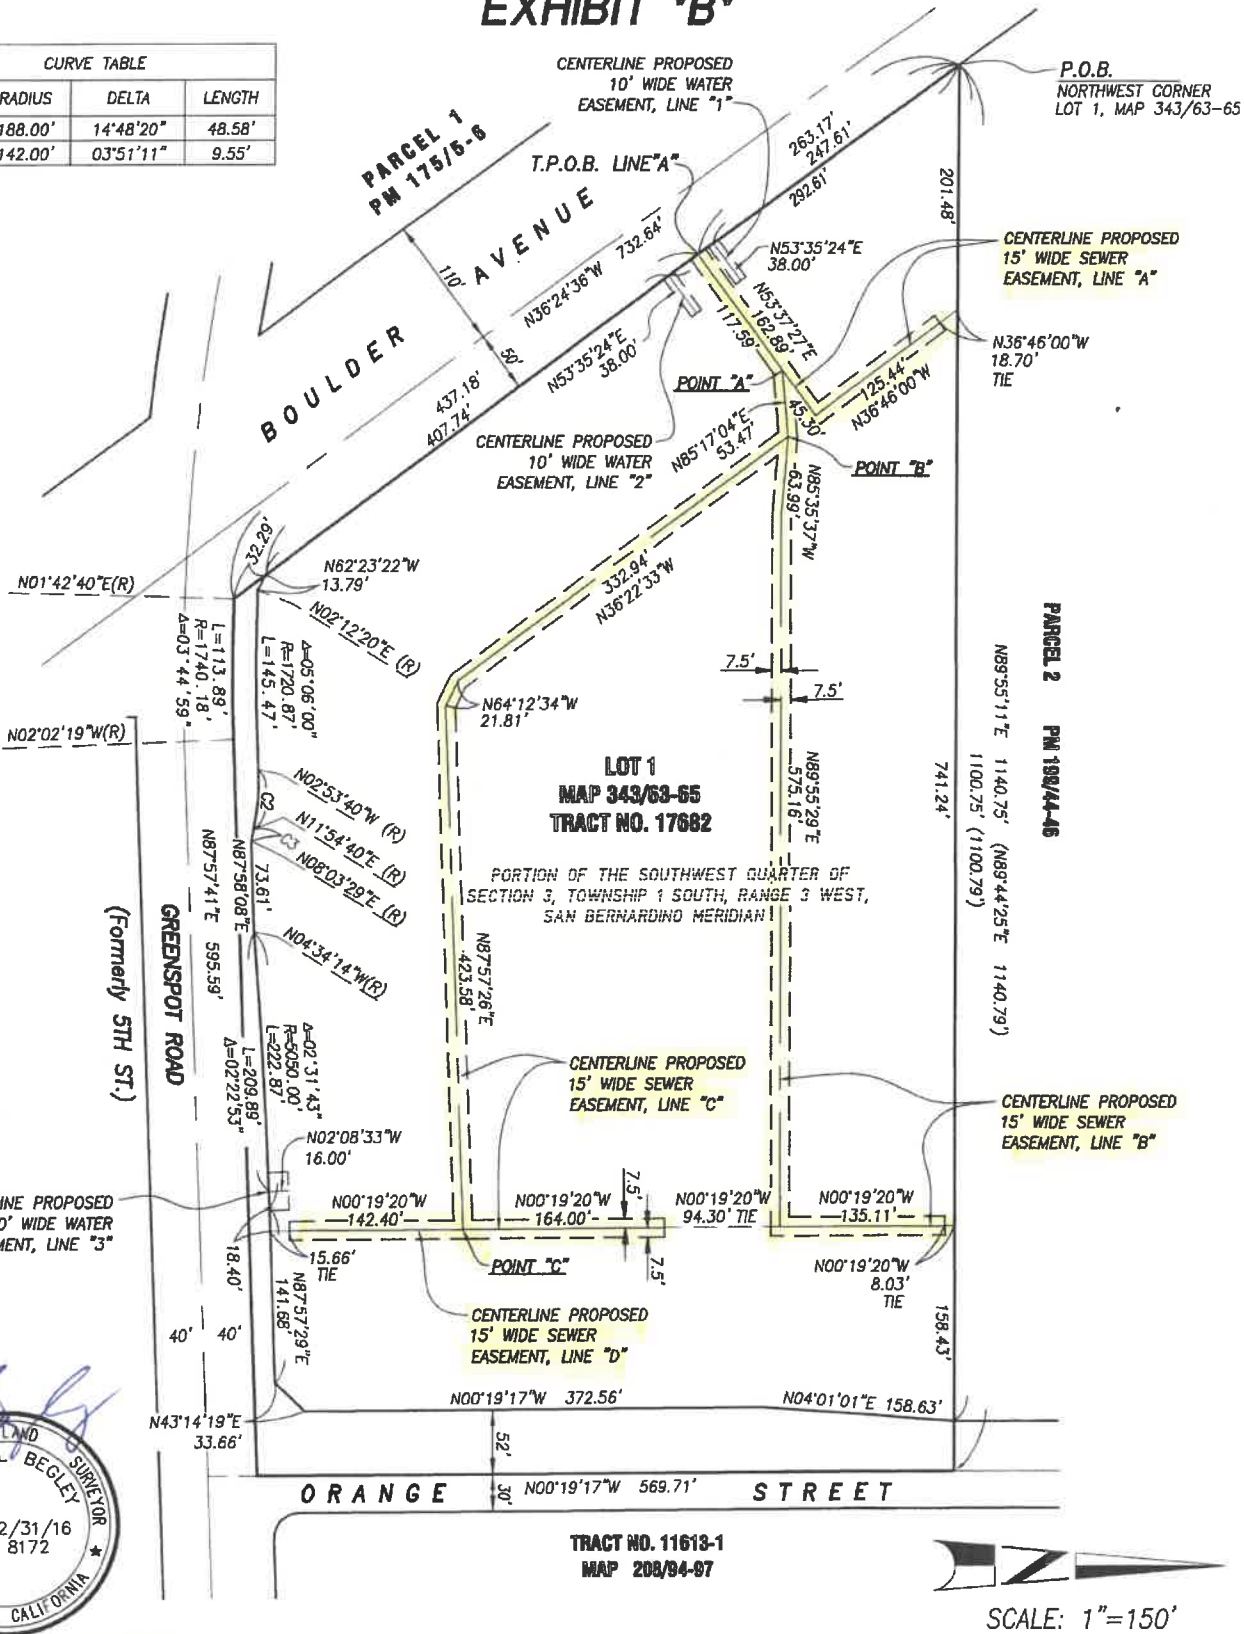 EXHIBIT "B"
CURVE TABLE
RADIUS DELTA LENGTH
188.00' 14°48'20" 48.58'
142.00' 03°51'11" 9.55'
CENTERLINE PROPOSED
10' WIDE WATER
EASEMENT, LINE "1"
P.O.B.
NORTHWEST CORNER
LOT 1, MAP 343/63-65
PARCEL 1
PM 175/5-6
T.P.O.B. LINE"A"
263.17'
247.61'
292.61'
201.48'
BOULDER AVENUE
110'
50'
N36°24'36"W 732.64'
N53°35'24"E
38.00'
CENTERLINE PROPOSED
15' WIDE SEWER
EASEMENT, LINE "A"
N53°37'27"E
162.89'
117.59'
N53°35'24"E
38.00'
N36°46'00"W
18.70'
TIE
POINT "A"
125.44'
N36°46'00"W
45.30'
437.18'
407.74'
CENTERLINE PROPOSED
10' WIDE WATER
EASEMENT, LINE "2"
N85°17'04"E
53.47'
POINT "B"
N85°35'37"W
63.99'
332.94'
N36°22'33"W
32.29'
N01°42'40"E(R)
N62°23'22"W
13.79'
N02°12'20"E (R)
L=113.89'
R=1740.18'
Δ=03°44'59"
Δ=05°06'00"
R=1720.87'
L=145.47'
7.5'
7.5'
N64°12'34"W
21.81'
N02°02'19"W(R)
LOT 1
MAP 343/63-65
TRACT NO. 17682
N89°55'29"E
575.16'
741.24'
PARCEL 2 PM 198/44-46
N89°55'11"E 1140.75' (N89°44'25"E 1140.79')
1100.75' (1100.79')
C2
N02°53'40"W (R)
N11°54'40"E (R)
C3
N08°03'29"E (R)
PORTION OF THE SOUTHWEST QUARTER OF
SECTION 3, TOWNSHIP 1 SOUTH, RANGE 3 WEST,
SAN BERNARDINO MERIDIAN
N87°58'08"E
73.61'
N87°57'41"E 595.59'
N04°34'14"W(R)
GREENSPOT ROAD
(Formerly 5TH ST.)
N87°57'26"E
423.58'
Δ=02°31'43"
R=5050.00'
L=222.87'
L=209.89'
Δ=02°22'53"
CENTERLINE PROPOSED
15' WIDE SEWER
EASEMENT, LINE "C"
CENTERLINE PROPOSED
15' WIDE SEWER
EASEMENT, LINE "B"
N02°08'33"W
16.00'
LINE PROPOSED
0' WIDE WATER
MENT, LINE "3"
N00°19'20"W
142.40'
N00°19'20"W
164.00'
7.5'
7.5'
N00°19'20"W
94.30' TIE
N00°19'20"W
135.11'
15.66'
TIE
POINT "C"
N00°19'20"W
8.03'
TIE
18.40'
N87°57'29"E
141.68'
158.43'
CENTERLINE PROPOSED
15' WIDE SEWER
EASEMENT, LINE "D"
40' 40'
N00°19'17"W 372.56'
N04°01'01"E 158.63'
N43°14'19"E
33.66'
52'
30'
ORANGE STREET
N00°19'17"W 569.71'
LAND SURVEYOR
BEGLEY
2/31/16
8172
CALIFORNIA
TRACT NO. 11613-1
MAP 208/94-97
SCALE: 1"=150'